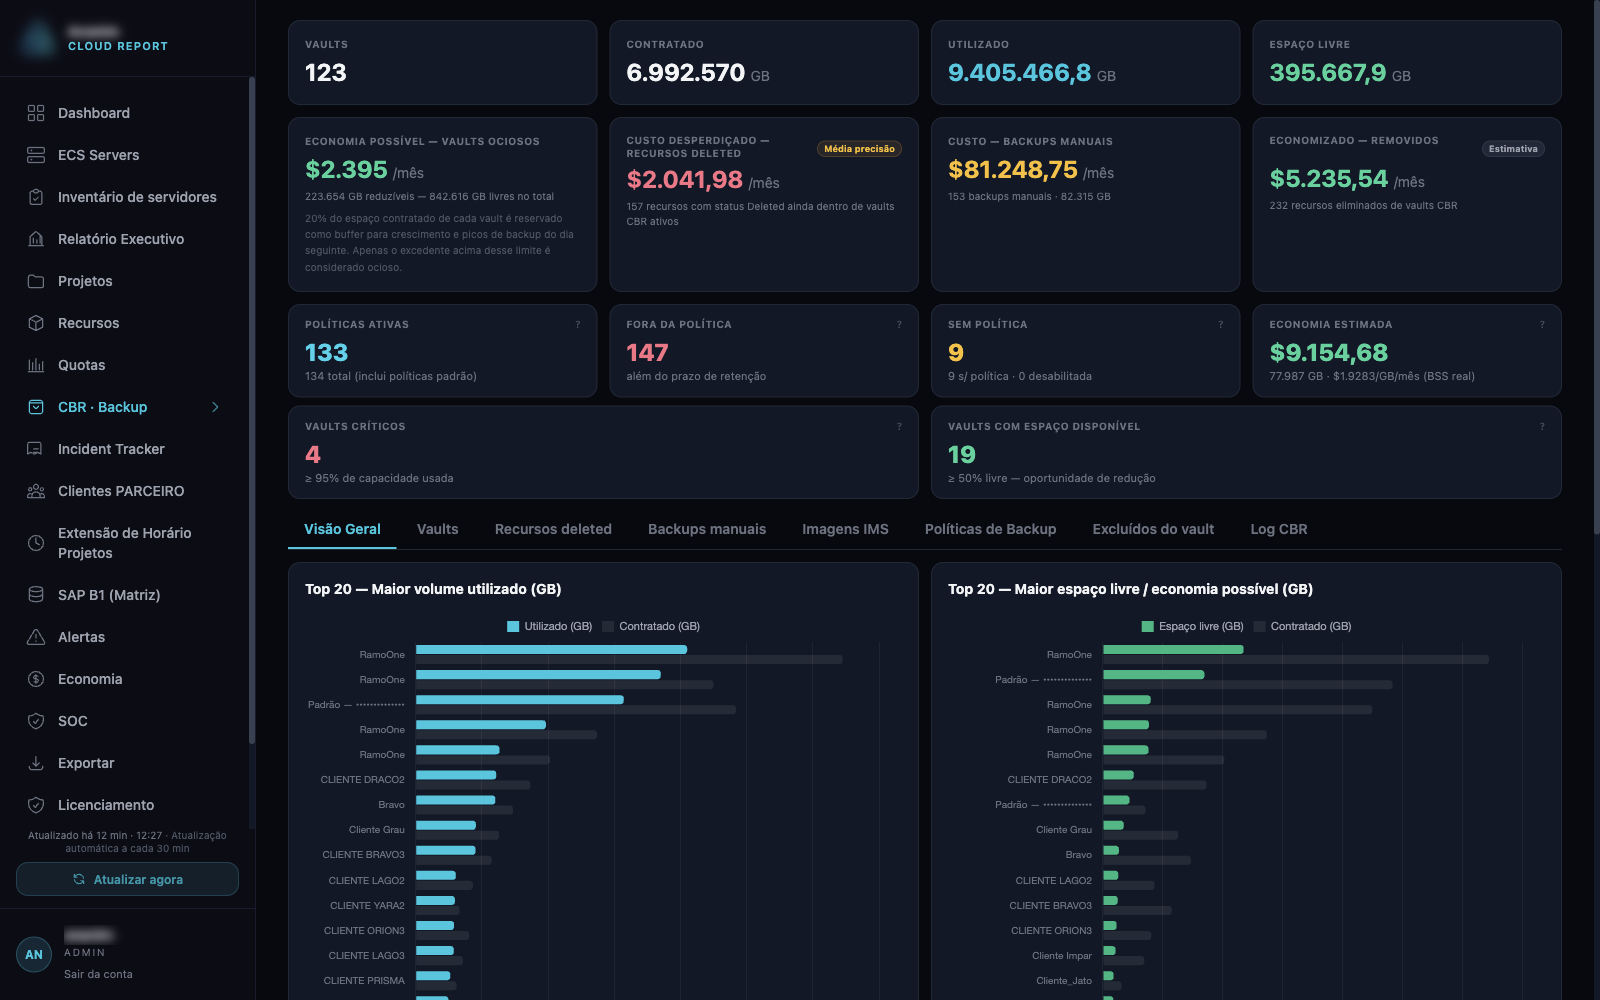 CLOUD REPORT
Dashboard
ECS Servers
Inventário de servidores
Relatório Executivo
Projetos
Recursos
Quotas
CBR · Backup
Incident Tracker
Clientes PARCEIRO
Extensão de Horário
Projetos
SAP B1 (Matriz)
Alertas
Economia
SOC
Exportar
Licenciamento
Atualizado há 12 min · 12:27 · Atualização
automática a cada 30 min
Atualizar agora
AN
ADMIN
Sair da conta
VAULTS
123
CONTRATADO
6.992.570 GB
UTILIZADO
9.405.466,8 GB
ESPAÇO LIVRE
395.667,9 GB
ECONOMIA POSSÍVEL — VAULTS OCIOSOS
$2.395 /mês
223.654 GB reduzíveis — 842.616 GB livres no total
20% do espaço contratado de cada vault é reservado
como buffer para crescimento e picos de backup do dia
seguinte. Apenas o excedente acima desse limite é
considerado ocioso.
CUSTO DESPERDIÇADO —
RECURSOS DELETED
Média precisão
$2.041,98 /mês
157 recursos com status Deleted ainda dentro de vaults
CBR ativos
CUSTO — BACKUPS MANUAIS
$81.248,75 /mês
153 backups manuais · 82.315 GB
ECONOMIZADO — REMOVIDOS
Estimativa
$5.235,54 /mês
232 recursos eliminados de vaults CBR
POLÍTICAS ATIVAS ?
133
134 total (inclui políticas padrão)
FORA DA POLÍTICA ?
147
além do prazo de retenção
SEM POLÍTICA ?
9
9 s/ política · 0 desabilitada
ECONOMIA ESTIMADA ?
$9.154,68
77.987 GB · $1.9283/GB/mês (BSS real)
VAULTS CRÍTICOS ?
4
≥ 95% de capacidade usada
VAULTS COM ESPAÇO DISPONÍVEL ?
19
≥ 50% livre — oportunidade de redução
Visão Geral Vaults Recursos deleted Backups manuais Imagens IMS Políticas de Backup Excluídos do vault Log CBR
Top 20 — Maior volume utilizado (GB)
Utilizado (GB) Contratado (GB)
RamoOne
RamoOne
Padrão — ••••••••••••••
RamoOne
RamoOne
CLIENTE DRACO2
Bravo
Cliente Grau
CLIENTE BRAVO3
CLIENTE LAGO2
CLIENTE YARA2
CLIENTE ORION3
CLIENTE LAGO3
CLIENTE PRISMA
Top 20 — Maior espaço livre / economia possível (GB)
Espaço livre (GB) Contratado (GB)
RamoOne
Padrão — ••••••••••••••
RamoOne
RamoOne
RamoOne
CLIENTE DRACO2
Padrão — ••••••••••••••
Cliente Grau
Bravo
CLIENTE LAGO2
CLIENTE BRAVO3
CLIENTE ORION3
Cliente Impar
Cliente_Jato